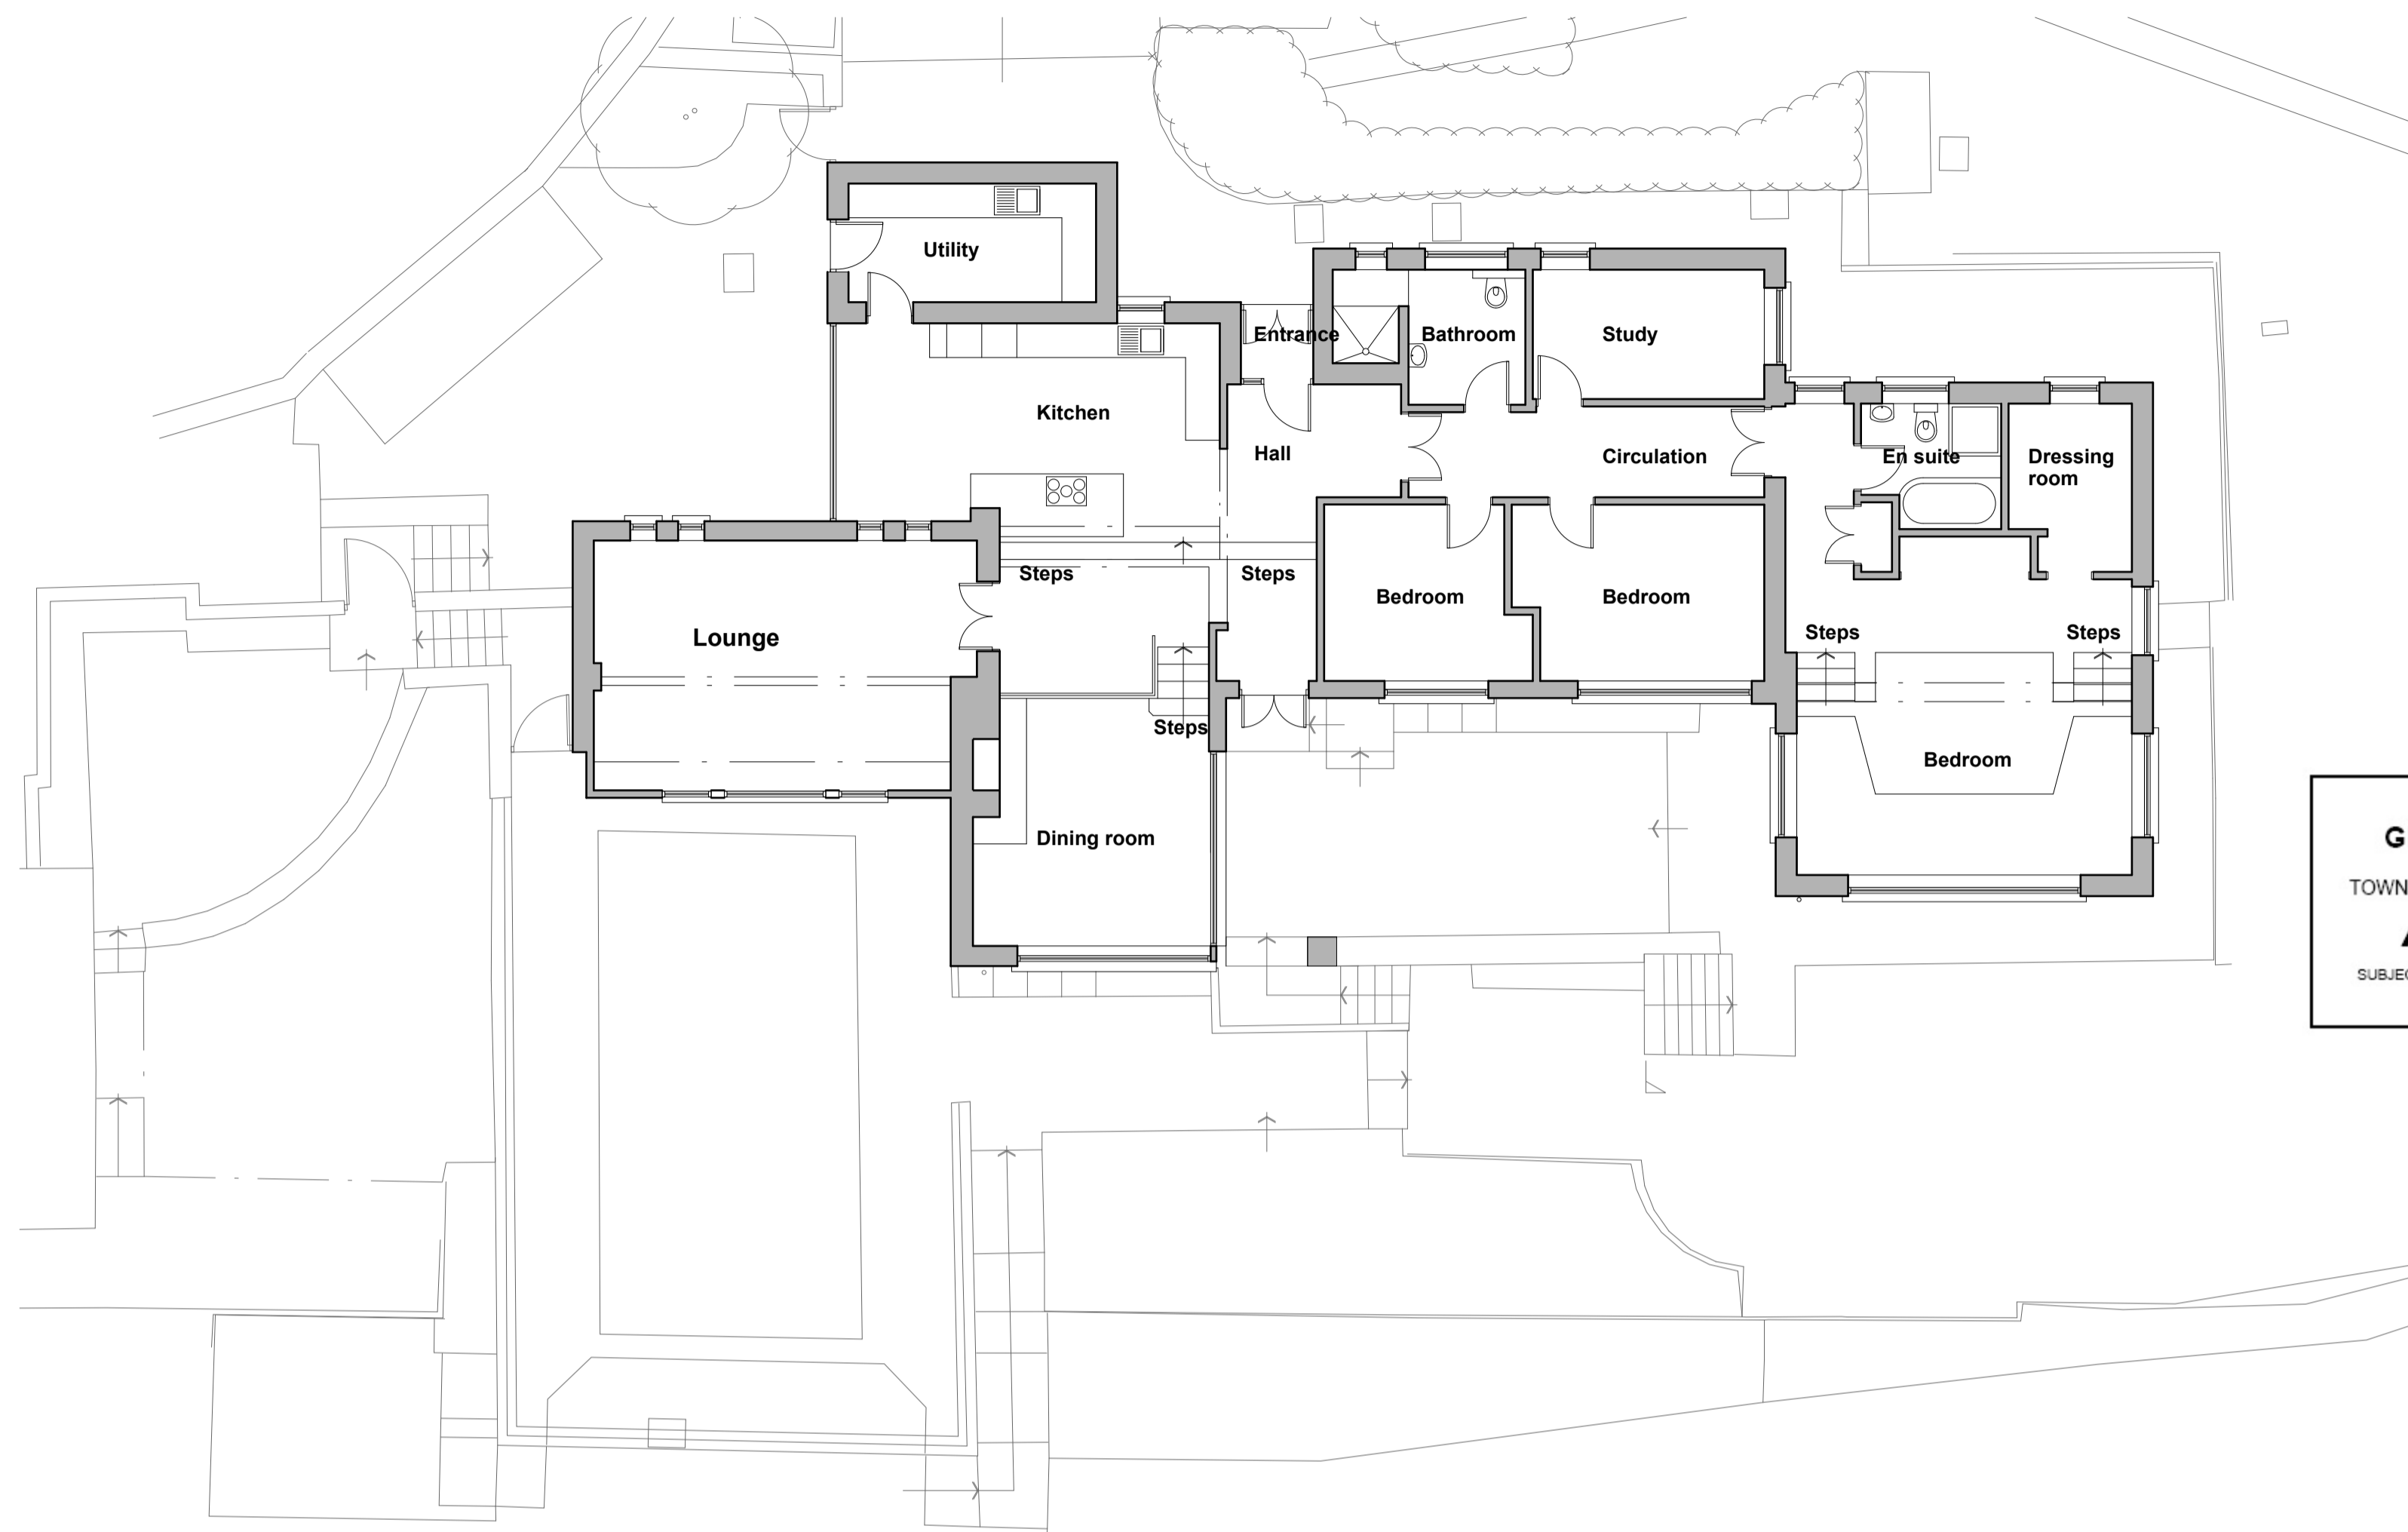 Utility
Entrance
Bathroom
Study
Kitchen
Hall
Circulation
En suite
Dressing
room
Steps
Steps
Bedroom
Bedroom
Lounge
Steps
Steps
Steps
Bedroom
Dining room
G
TOWN
SUBJE